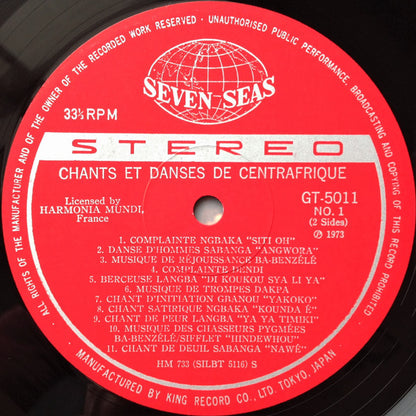 ALL RIGHTS OF THE MANUFACTURER AND OF THE OWNER OF THE RECORDED WORK RESERVED · UNAUTHORISED PUBLIC PERFORMANCE, BROADCASTING AND COPYING OF THIS RECORD PROHIBITED
SEVEN-SEAS
33⅓ RPM
STEREO
CHANTS ET DANSES DE CENTRAFRIQUE
Licensed by
HARMONIA MUNDI,
France
GT-5011
NO. 1
(2 Sides)
Ⓟ 1973
1. COMPLAINTE NGBAKA "SITI OH"
2. DANSE D'HOMMES SABANGA "ANGWORA"
3. MUSIQUE DE RÉJOUISSANCE BA-BENZÉLÉ
4. COMPLAINTE DENDI
5. BERCEUSE LANGBA "DI KOUKOU SYA LI YA"
6. MUSIQUE DE TROMPES DAKPA
7. CHANT D'INITIATION GBANOU "YAKOKO"
8. CHANT SATIRIQUE NGBAKA "KOUNDA É"
9. CHANT DE PEUR LANGBA "YA YA TIMIKI"
10. MUSIQUE DES CHASSEURS PYGMÉES
BA-BENZÉLÉ/SIFFLET "HINDEWHOU"
11. CHANT DE DEUIL SABANGA "NAWÉ"
HM 733 (SILBT 5116) S
MANUFACTURED BY KING RECORD CO., LTD. TOKYO, JAPAN